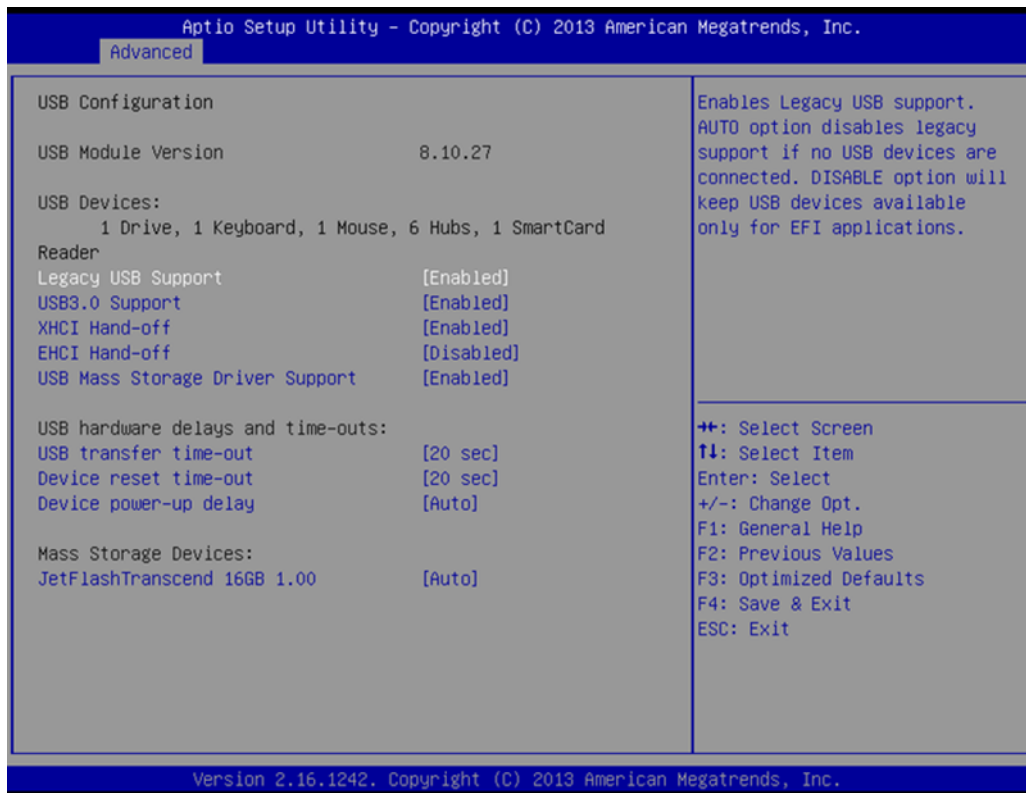 Aptio Setup Utility – Copyright (C) 2013 American Megatrends, Inc.
Advanced
USB Configuration
USB Module Version 8.10.27
USB Devices:
1 Drive, 1 Keyboard, 1 Mouse, 6 Hubs, 1 SmartCard
Reader
Legacy USB Support [Enabled]
USB3.0 Support [Enabled]
XHCI Hand-off [Enabled]
EHCI Hand-off [Disabled]
USB Mass Storage Driver Support [Enabled]
USB hardware delays and time-outs:
USB transfer time-out [20 sec]
Device reset time-out [20 sec]
Device power-up delay [Auto]
Mass Storage Devices:
JetFlashTranscend 16GB 1.00 [Auto]
Enables Legacy USB support.
AUTO option disables legacy
support if no USB devices are
connected. DISABLE option will
keep USB devices available
only for EFI applications.
→←: Select Screen
↑↓: Select Item
Enter: Select
+/-: Change Opt.
F1: General Help
F2: Previous Values
F3: Optimized Defaults
F4: Save & Exit
ESC: Exit
Version 2.16.1242. Copyright (C) 2013 American Megatrends, Inc.